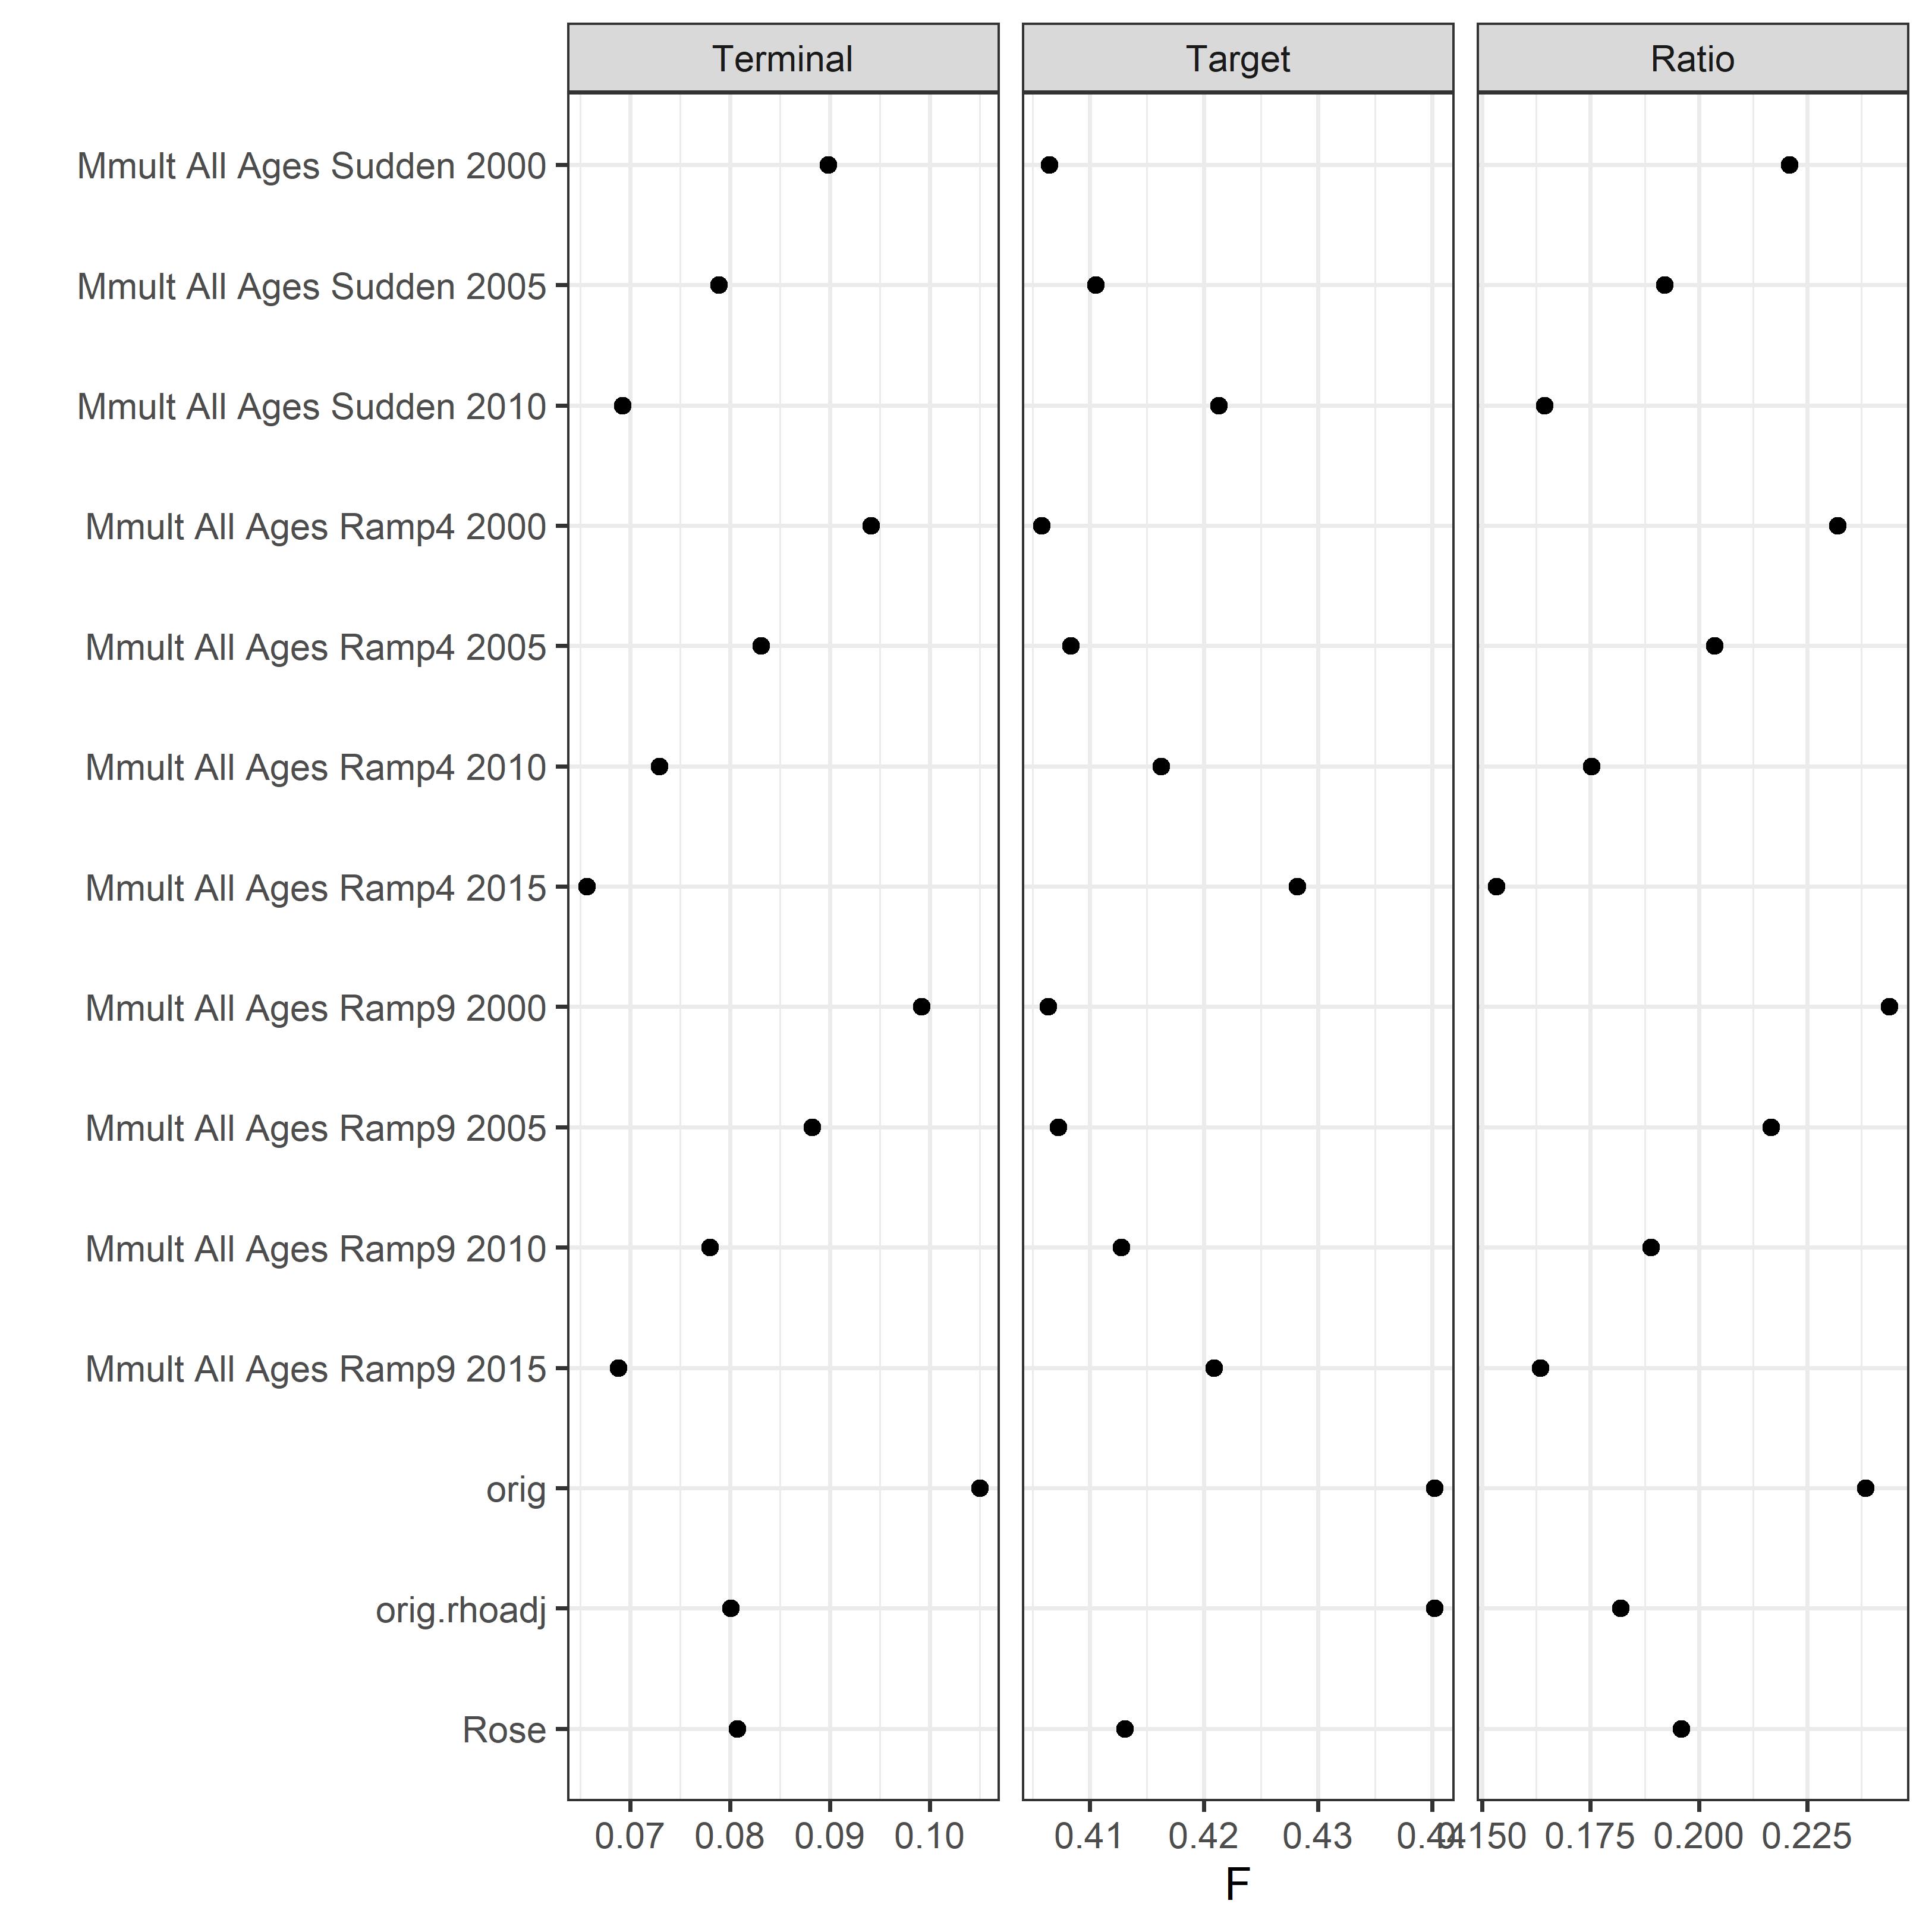 Terminal Target Ratio
Mmult All Ages Sudden 2000
Mmult All Ages Sudden 2005
Mmult All Ages Sudden 2010
Mmult All Ages Ramp4 2000
Mmult All Ages Ramp4 2005
Mmult All Ages Ramp4 2010
Mmult All Ages Ramp4 2015
Mmult All Ages Ramp9 2000
Mmult All Ages Ramp9 2005
Mmult All Ages Ramp9 2010
Mmult All Ages Ramp9 2015
orig
orig.rhoadj
Rose
0.07 0.08 0.09 0.10 0.41 0.42 0.43 0.44 0.150 0.175 0.200 0.225
F